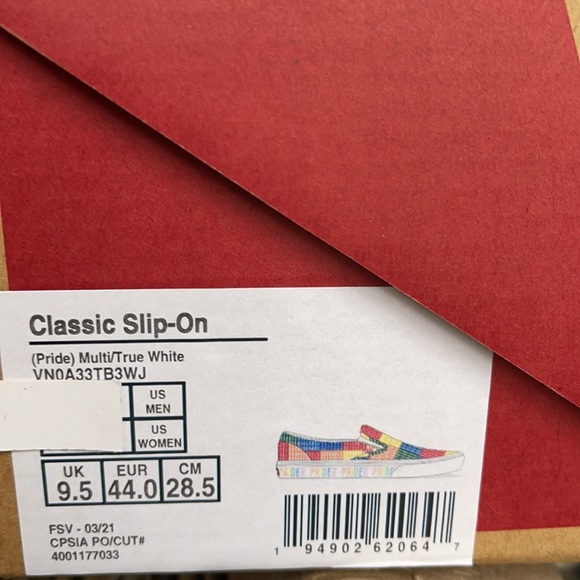 Classic Slip-On
(Pride) Multi/True White
VN0A33TB3WJ
US
MEN
US
WOMEN
UK EUR CM
9.5 44.0 28.5
PRIDE PRIDE PRIDE PRIDE
FSV - 03/21
CPSIA PO/CUT#
4001177033
1 94902 62064 7